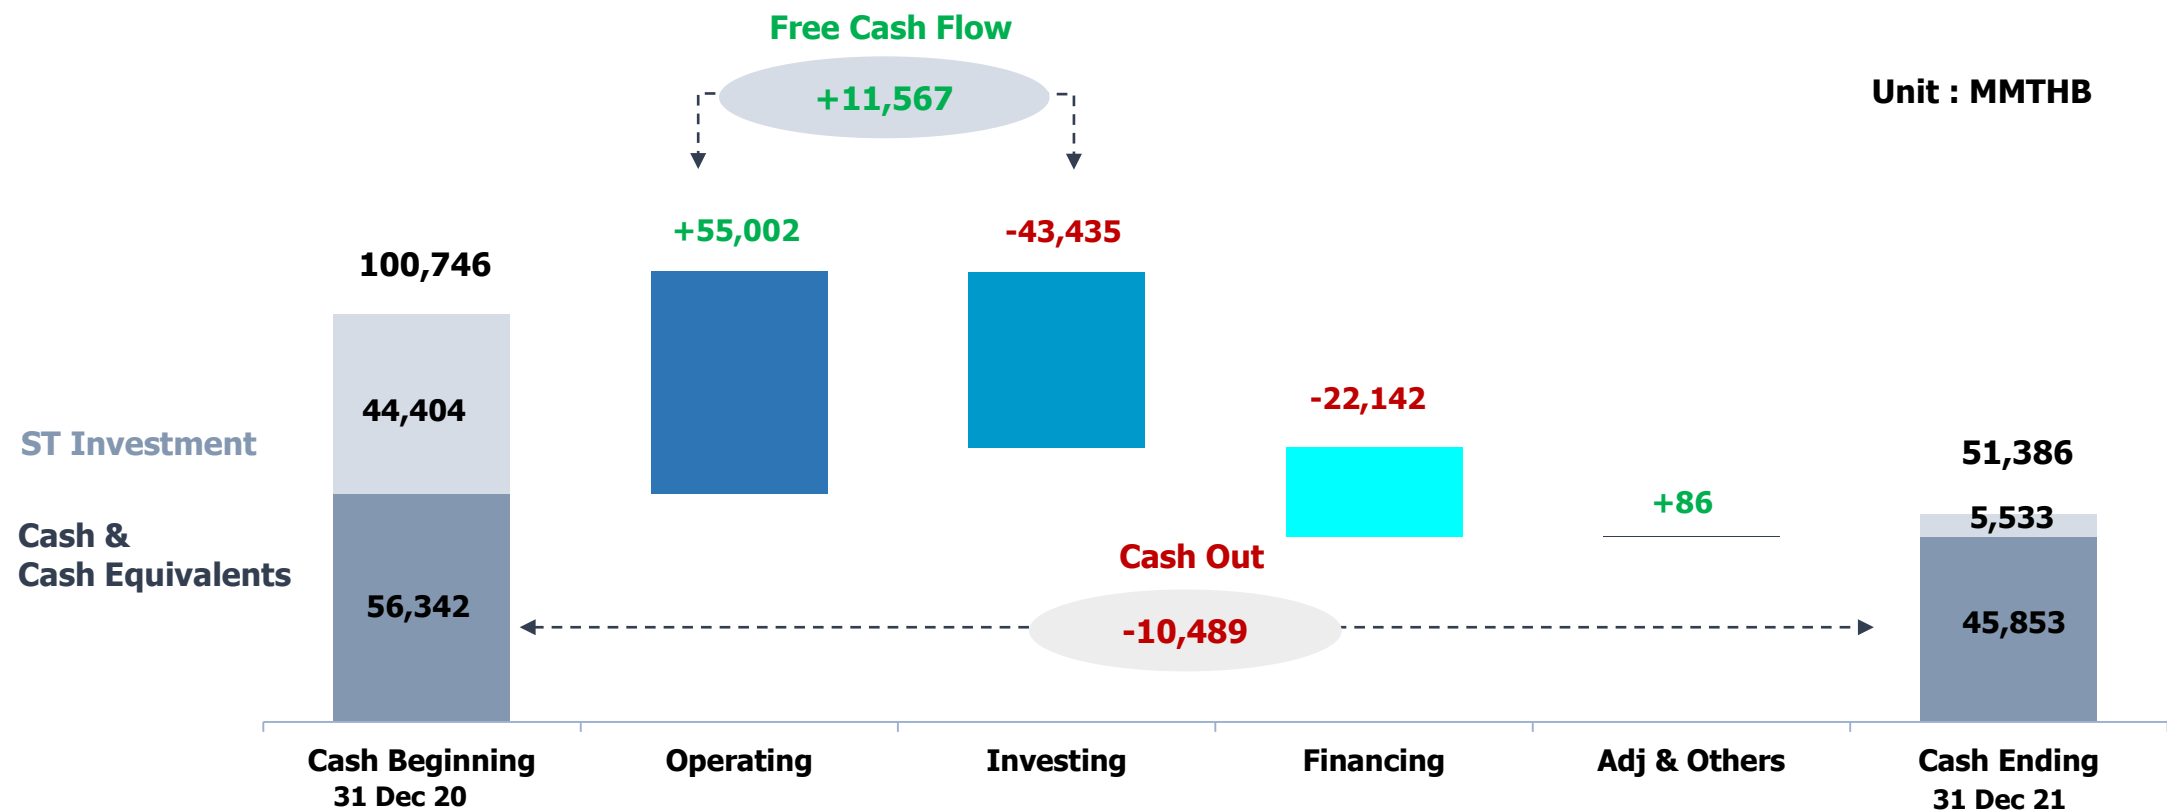 Free Cash Flow
+11,567
Unit : MMTHB
+55,002
-43,435
100,746
44,404
-22,142
ST Investment
51,386
+86
5,533
Cash &
Cash Equivalents
Cash Out
56,342
-10,489
45,853
Cash Beginning
31 Dec 20
Operating
Investing
Financing
Adj & Others
Cash Ending
31 Dec 21